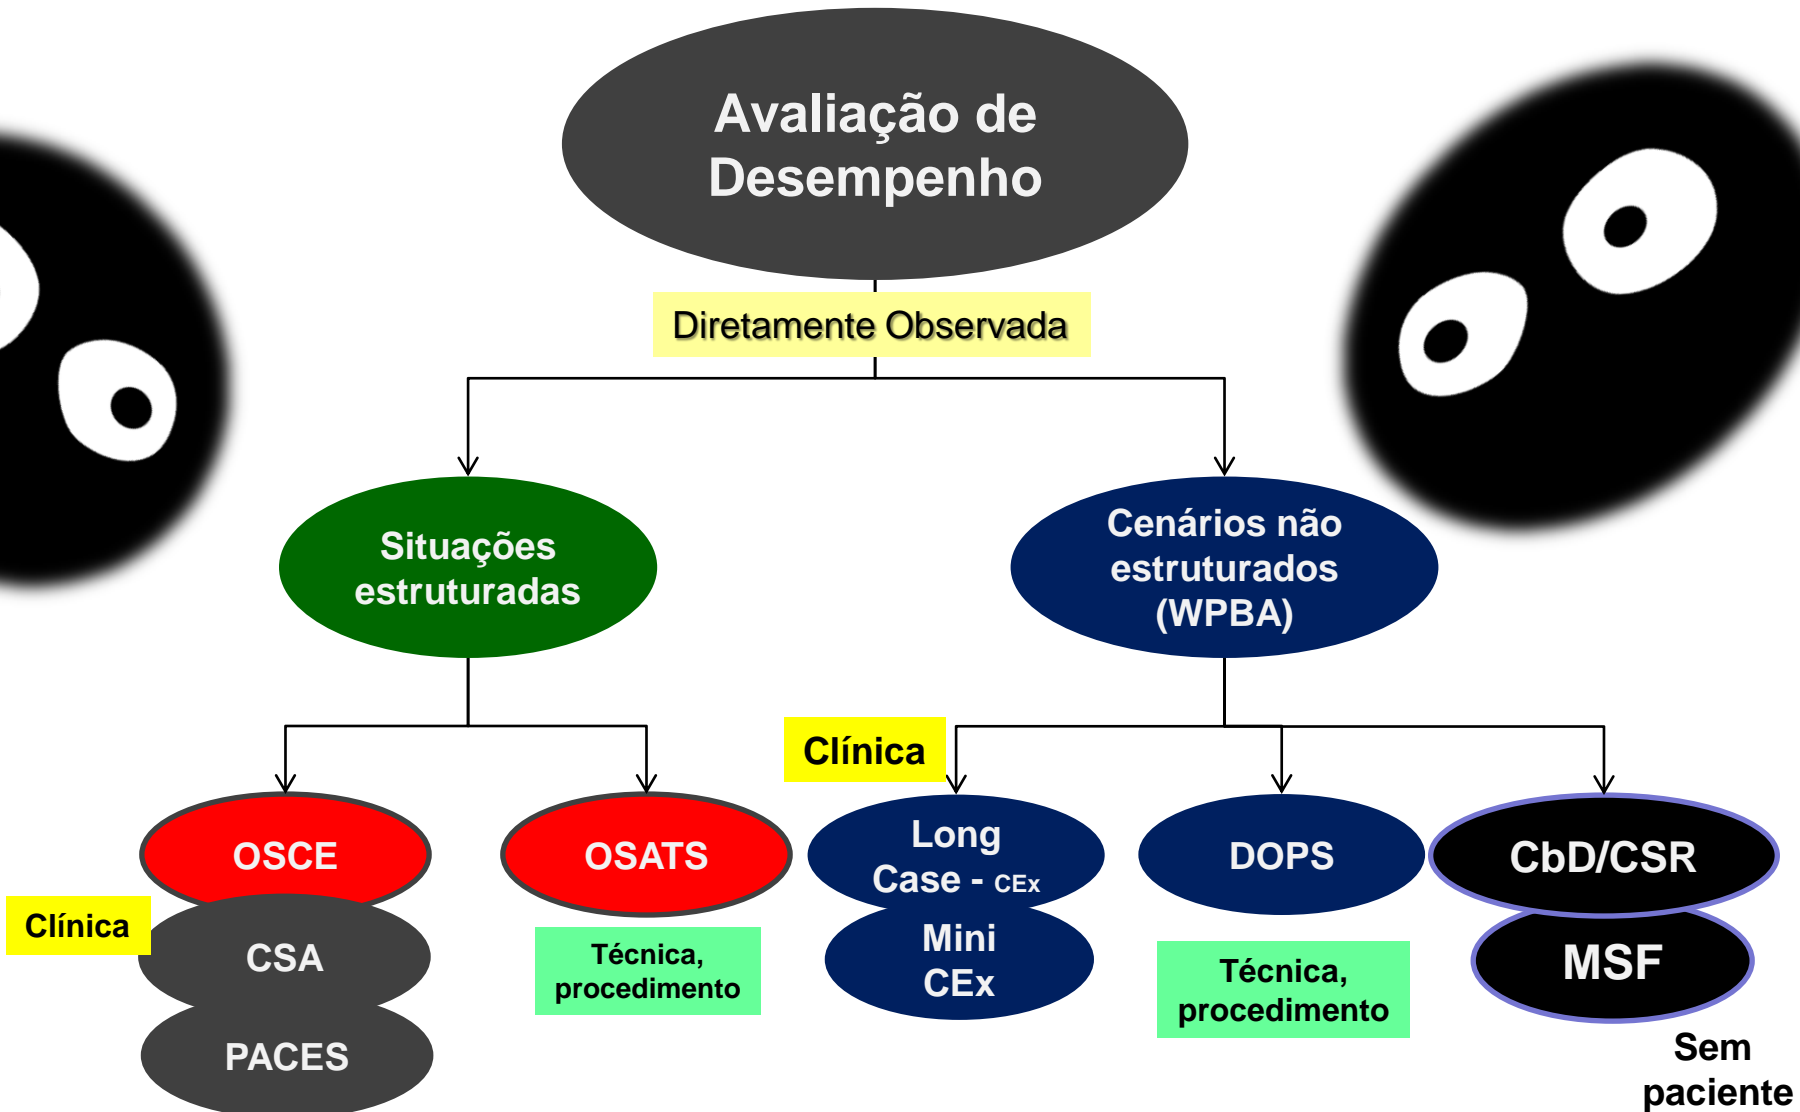 Avaliação de
Desempenho
Diretamente Observada
Situações
estruturadas
Cenários não
estruturados
(WPBA)
Clínica
OSCE
OSATS
Long
Case - CEx
DOPS
CbD/CSR
Clínica
CSA
Técnica,
procedimento
Mini
CEx
Técnica,
procedimento
MSF
PACES
Sem
paciente